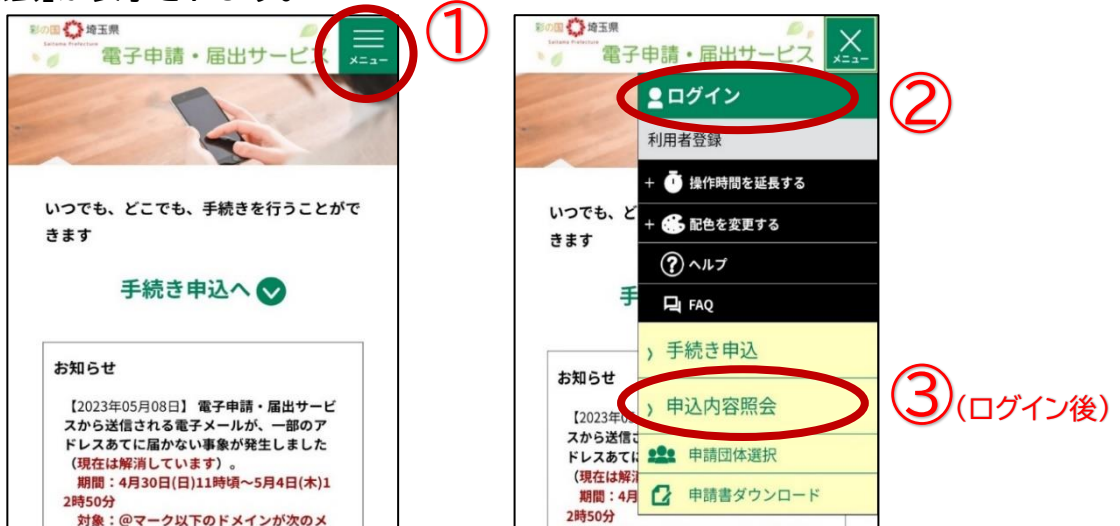 彩の国 埼玉県
Saitama Prefecture
電子申請・届出サービス
メニュー
①
いつでも、どこでも、手続きを行うことがで
きます
手続き申込へ
お知らせ
【2023年05月08日】電子申請・届出サービ
スから送信される電子メールが、一部のア
ドレスあてに届かない事象が発生しました
（現在は解消しています）。
期間：4月30日(日)11時頃～5月4日(木)1
2時50分
対象：@マーク以下のドメインが次のメ
彩の国 埼玉県
Saitama Prefecture
電子申請・届出サービス
メニュー
ログイン
②
利用者登録
+ 操作時間を延長する
+ 配色を変更する
ヘルプ
FAQ
手続き申込
申込内容照会
③(ログイン後)
申請団体選択
申請書ダウンロード
いつでも、ど
きます
手
お知らせ
【2023年0
スから送信
ドレスあてに
（現在は解消
期間：4月
2時50分